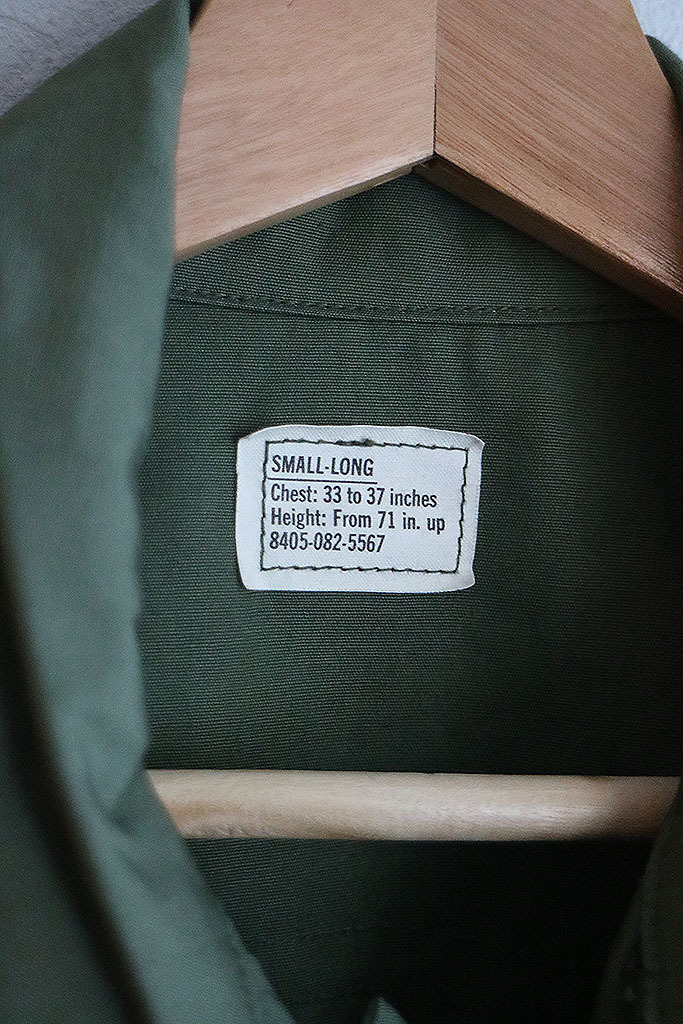 SMALL-LONG
Chest: 33 to 37 inches
Height: From 71 in. up
8405-082-5567